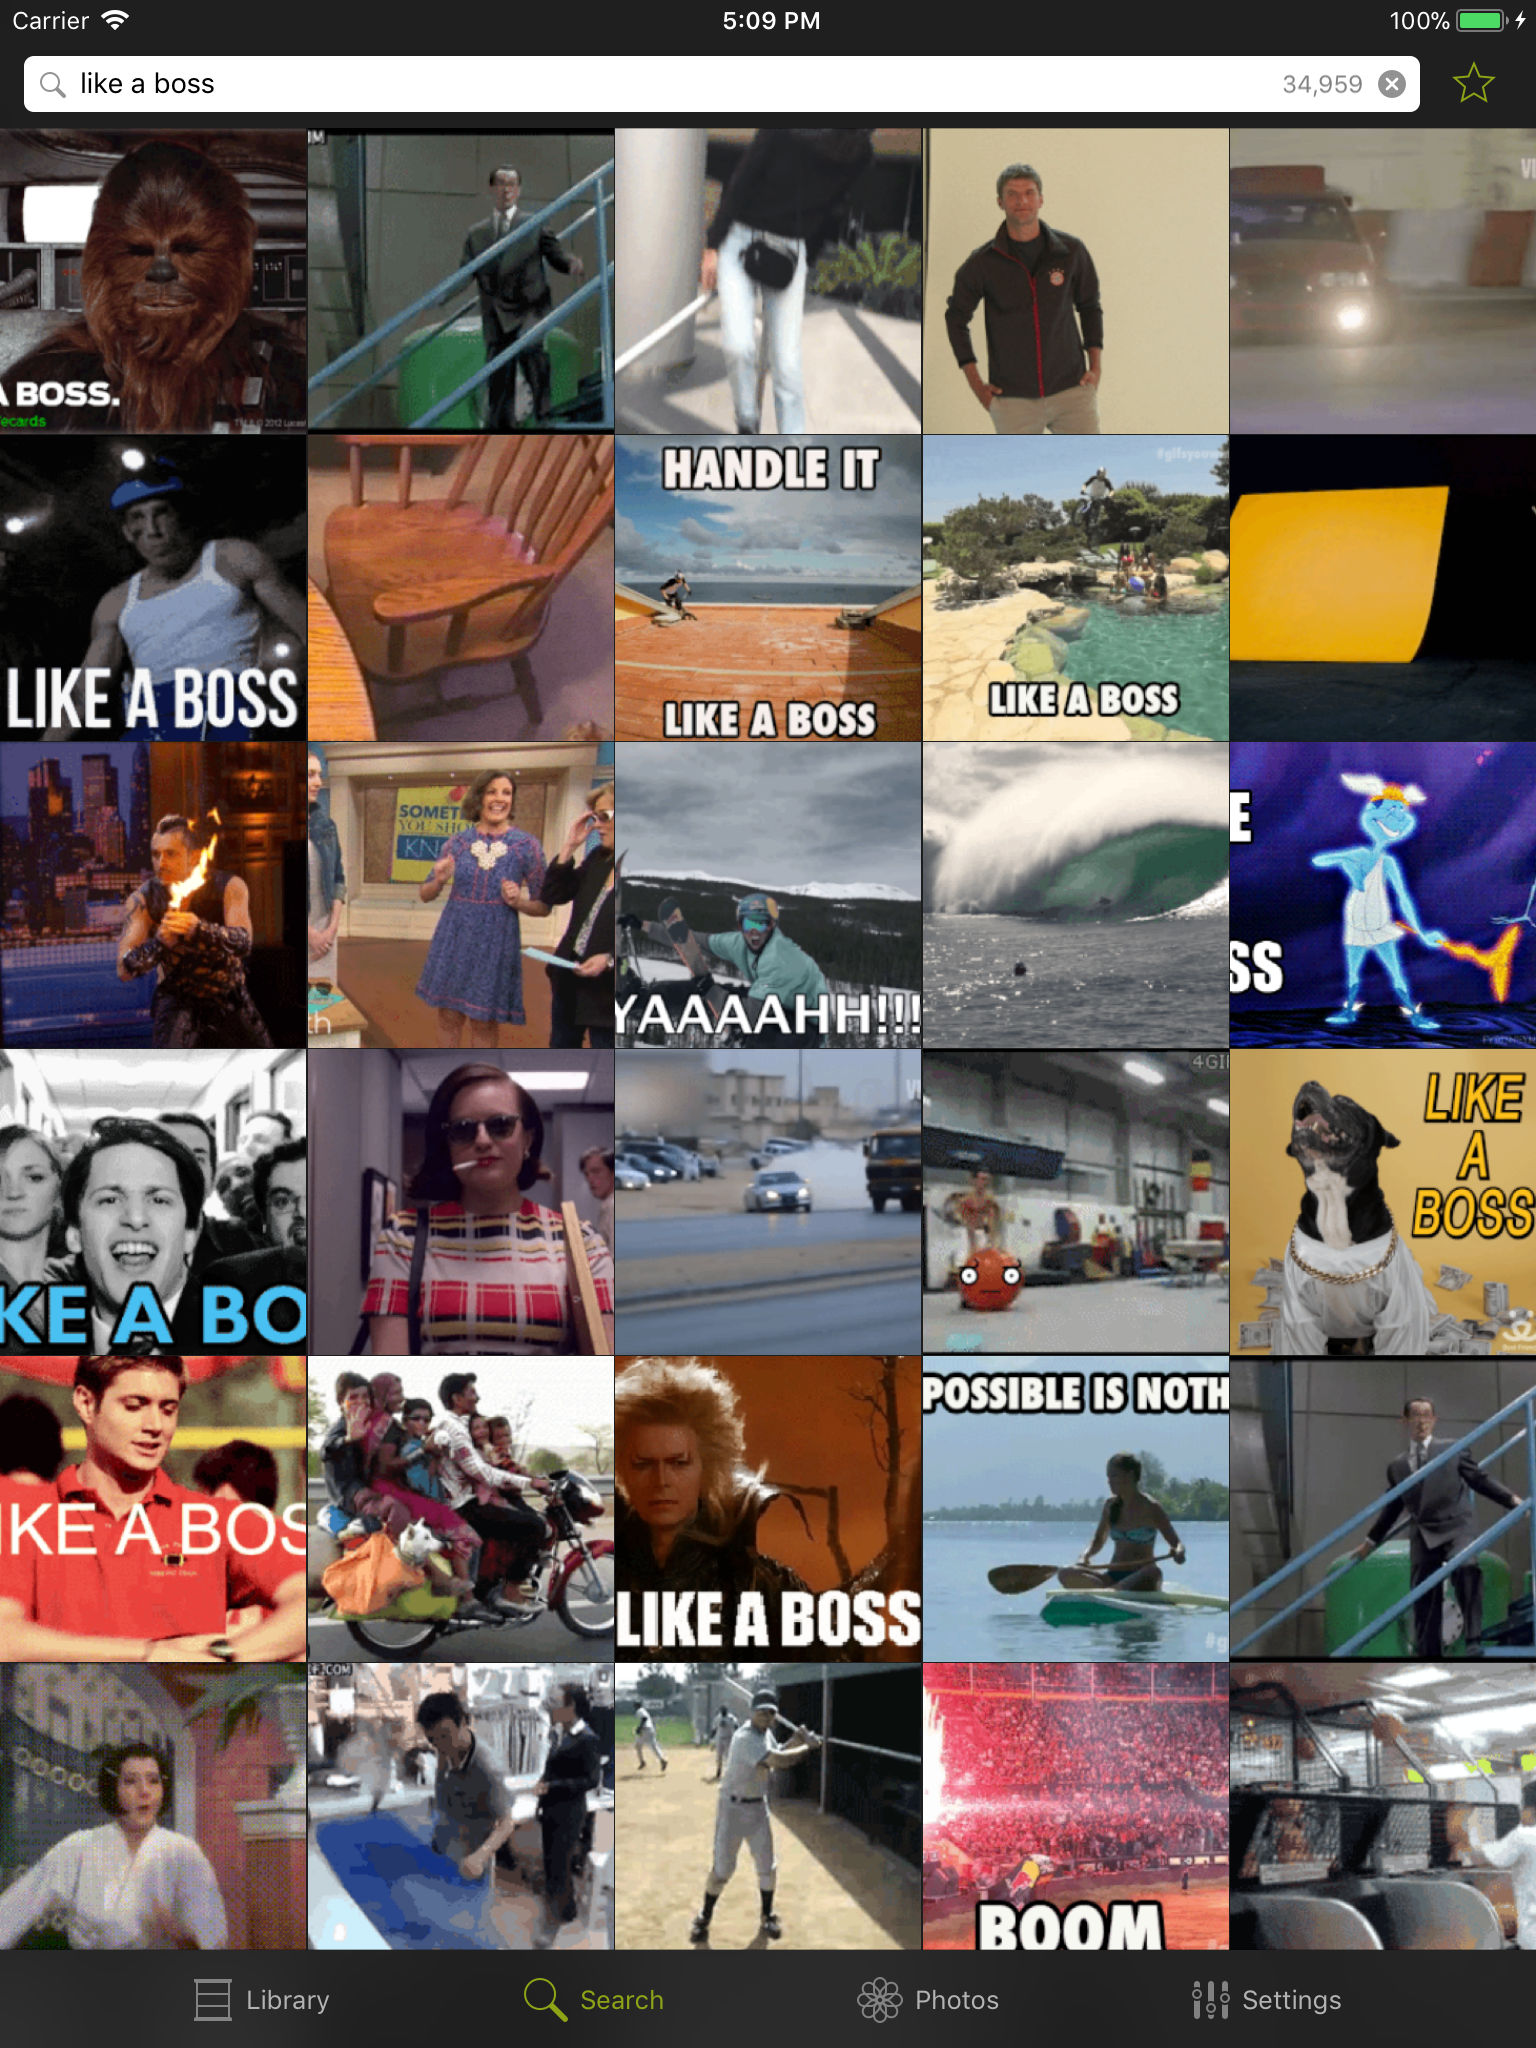 Carrier 5:09 PM 100%
like a boss 34,959
A BOSS.
ecards
HANDLE IT
LIKE A BOSS
LIKE A BOSS
LIKE A BOSS
SOMET
YOU SHO
KN
th
YAAAAHH!!!
E
SS
4GI
LIKE
A
BOSS
KE A BO
IKE A BOS
POSSIBLE IS NOTH
LIKE A BOSS
#g
BOOM
Library Search Photos Settings